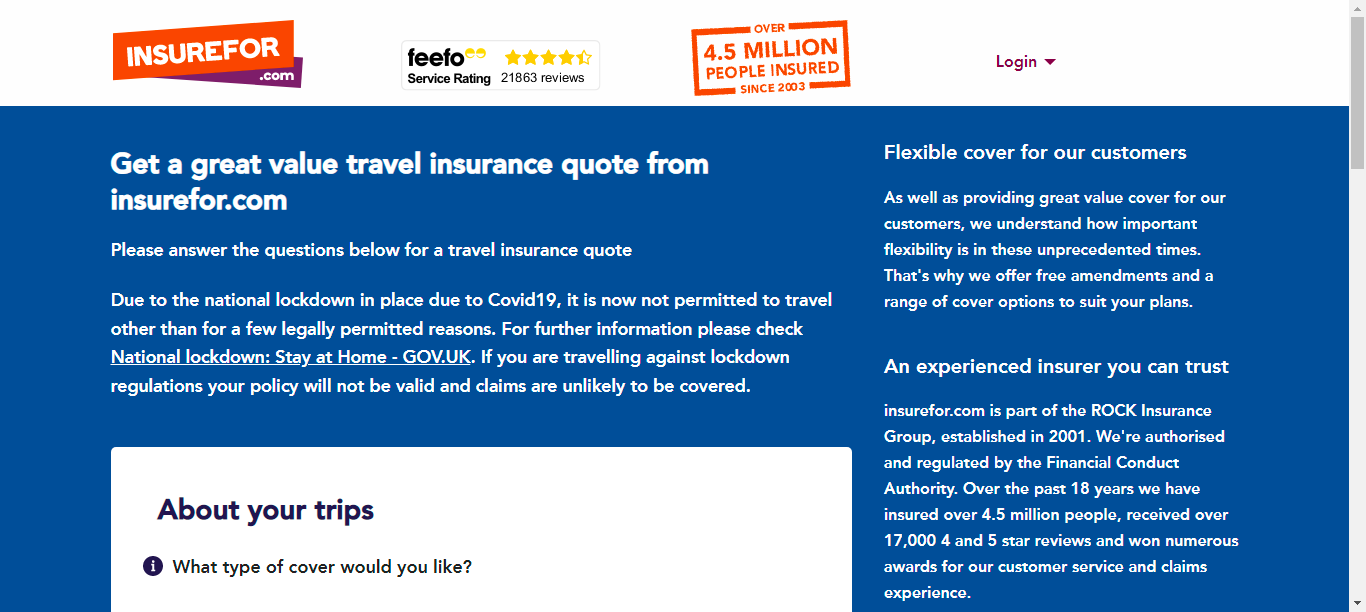 INSUREFOR
.com
feefo
Service Rating 21863 reviews
OVER
4.5 MILLION
PEOPLE INSURED
SINCE 2003
Login
Get a great value travel insurance quote from
insurefor.com
Please answer the questions below for a travel insurance quote
Due to the national lockdown in place due to Covid19, it is now not permitted to travel
other than for a few legally permitted reasons. For further information please check
National lockdown: Stay at Home - GOV.UK. If you are travelling against lockdown
regulations your policy will not be valid and claims are unlikely to be covered.
About your trips
i What type of cover would you like?
Flexible cover for our customers
As well as providing great value cover for our
customers, we understand how important
flexibility is in these unprecedented times.
That's why we offer free amendments and a
range of cover options to suit your plans.
An experienced insurer you can trust
insurefor.com is part of the ROCK Insurance
Group, established in 2001. We're authorised
and regulated by the Financial Conduct
Authority. Over the past 18 years we have
insured over 4.5 million people, received over
17,000 4 and 5 star reviews and won numerous
awards for our customer service and claims
experience.